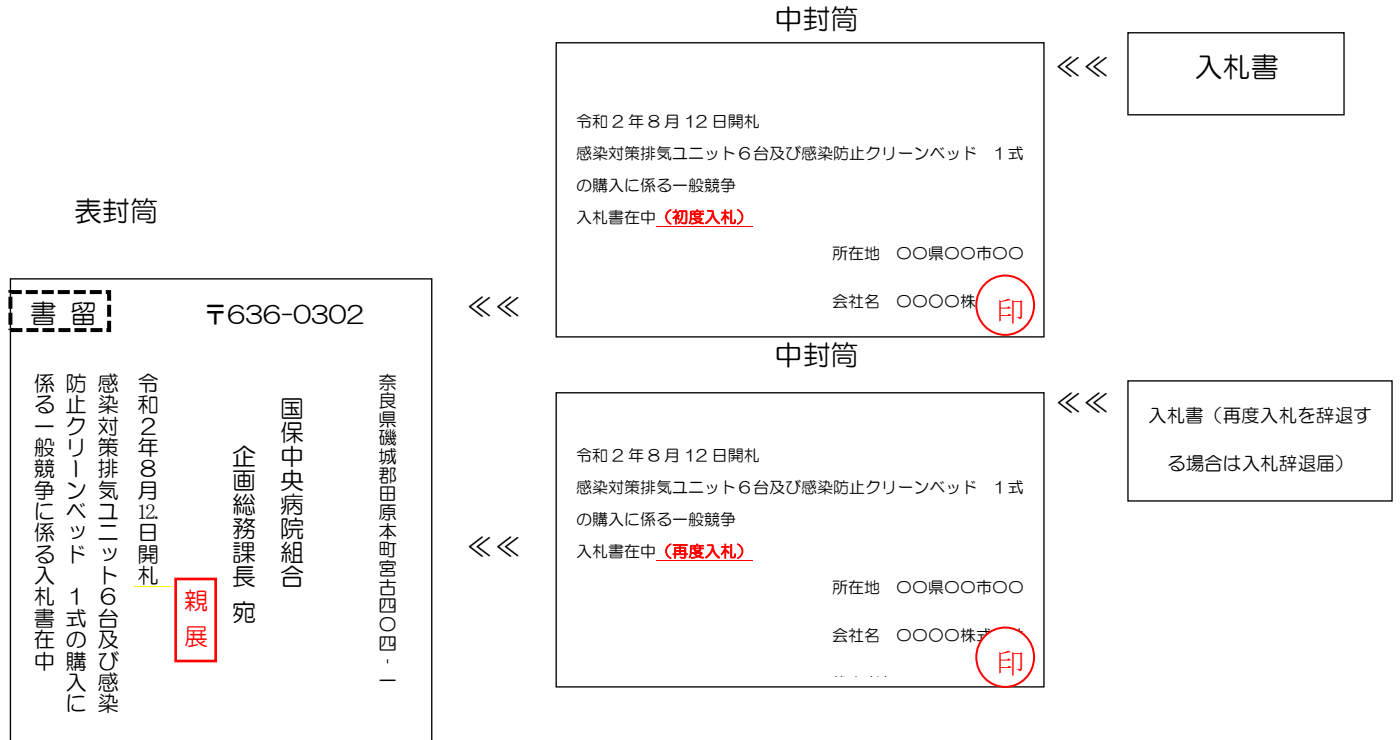 中封筒
≪≪
入札書
令和2年8月12日開札
感染対策排気ユニット6台及び感染防止クリーンベッド　1式
の購入に係る一般競争
入札書在中（初度入札）
所在地　〇〇県〇〇市〇〇
会社名　〇〇〇〇株
印
表封筒
書留
〒636-0302
≪≪
奈良県磯城郡田原本町宮古四〇四-一
国保中央病院組合
企画総務課長 宛
親展
令和2年8月12日開札
感染対策排気ユニット6台及び感染
防止クリーンベッド　1式の購入に
係る一般競争に係る入札書在中
≪≪
中封筒
≪≪
入札書（再度入札を辞退す
る場合は入札辞退届）
令和2年8月12日開札
感染対策排気ユニット6台及び感染防止クリーンベッド　1式
の購入に係る一般競争
入札書在中（再度入札）
所在地　〇〇県〇〇市〇〇
会社名　〇〇〇〇株式
印